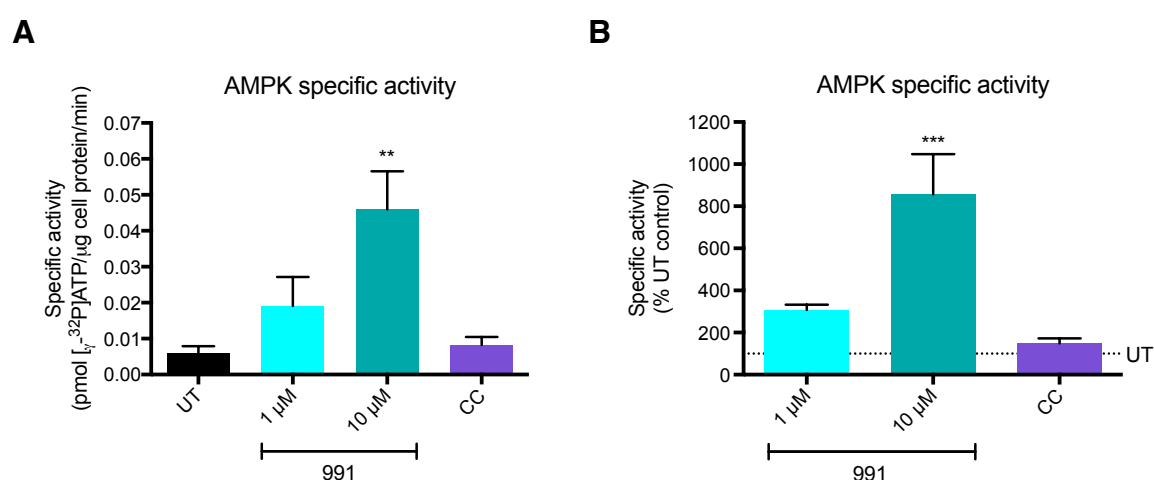 A
AMPK specific activity
Specific activity
(pmol [γ-³²P]ATP/µg cell protein/min)
0.07
0.06
0.05
0.04
0.03
0.02
0.01
0.00
**
UT
1 µM
10 µM
CC
991
B
AMPK specific activity
Specific activity
(% UT control)
1200
1000
800
600
400
200
0
***
UT
1 µM
10 µM
CC
991